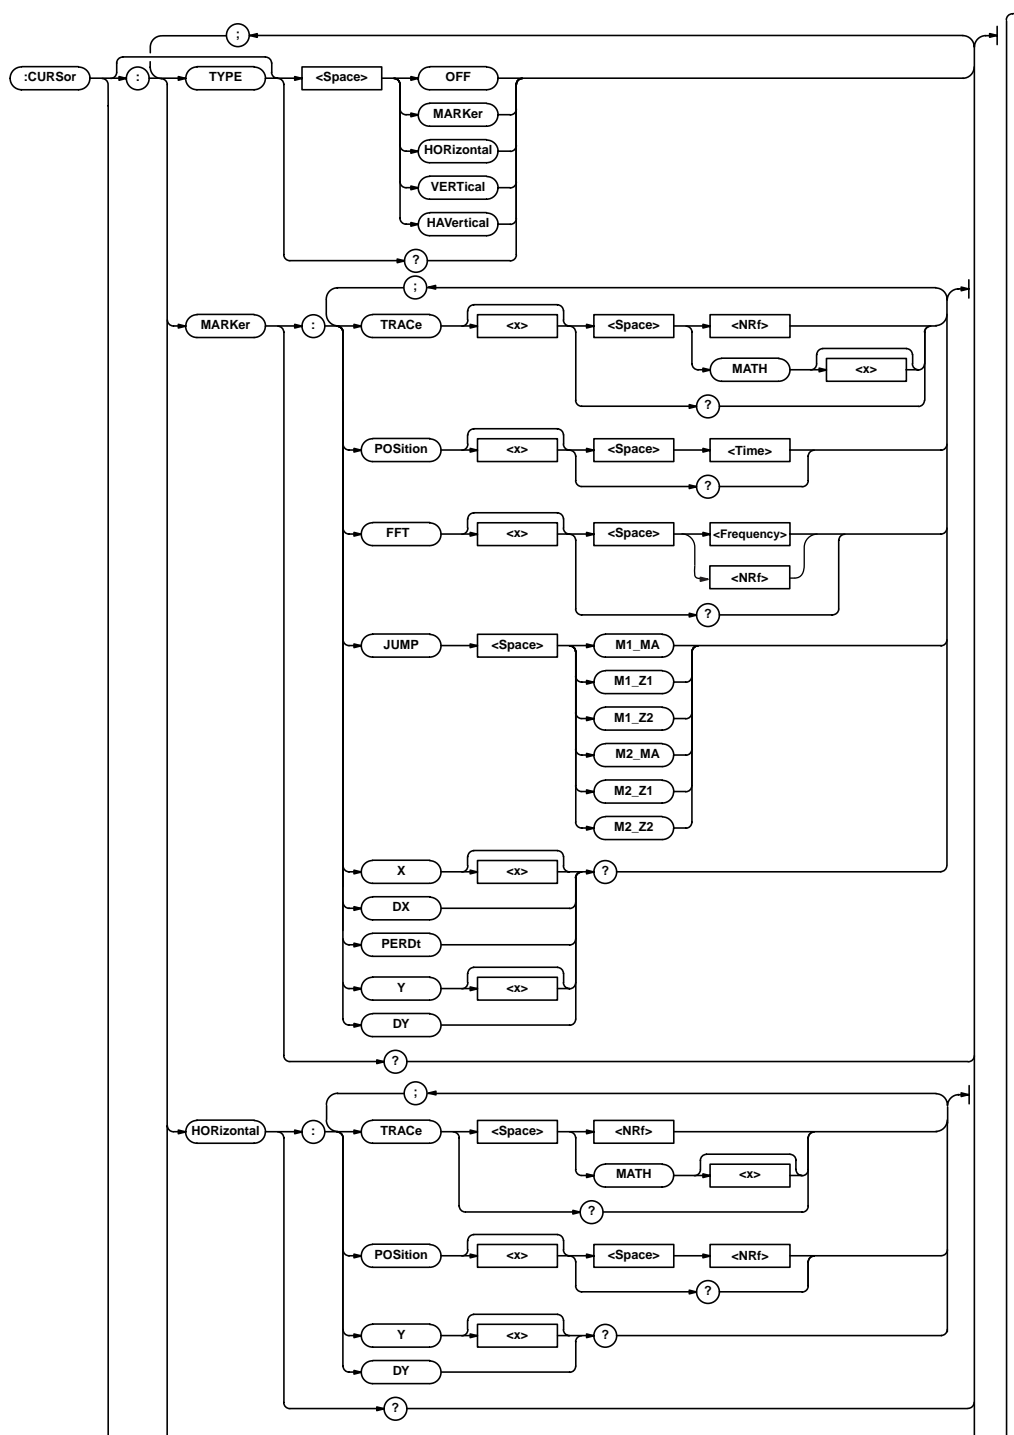 ;
:CURSor : TYPE <Space> OFF
MARKer
HORizontal
VERTical
HAVertical
?
;
MARKer : TRACe <x> <Space> <NRf>
MATH <x>
?
POSition <x> <Space> <Time>
?
FFT <x> <Space> <Frequency>
<NRf>
?
JUMP <Space> M1_MA
M1_Z1
M1_Z2
M2_MA
M2_Z1
M2_Z2
X <x> ?
DX
PERDt
Y <x>
DY
?
;
HORizontal : TRACe <Space> <NRf>
MATH <x>
?
POSition <x> <Space> <NRf>
?
Y <x> ?
DY
?